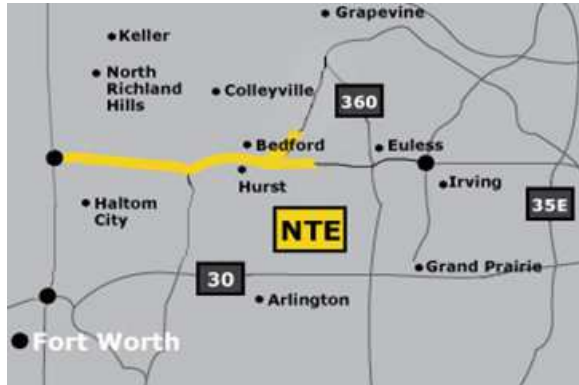 Grapevine
Keller
North
Richland
Hills
Colleyville
360
Bedford
Euless
Hurst
Irving
Haltom
City
35E
NTE
30
Grand Prairie
Arlington
Fort Worth